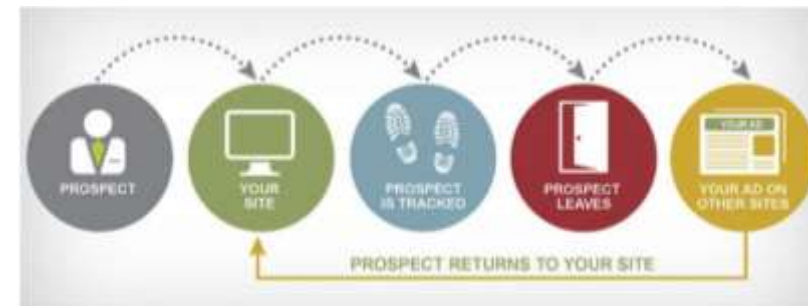 PROSPECT
YOUR
SITE
PROSPECT
IS TRACKED
PROSPECT
LEAVES
YOUR AD
YOUR AD ON
OTHER SITES
PROSPECT RETURNS TO YOUR SITE